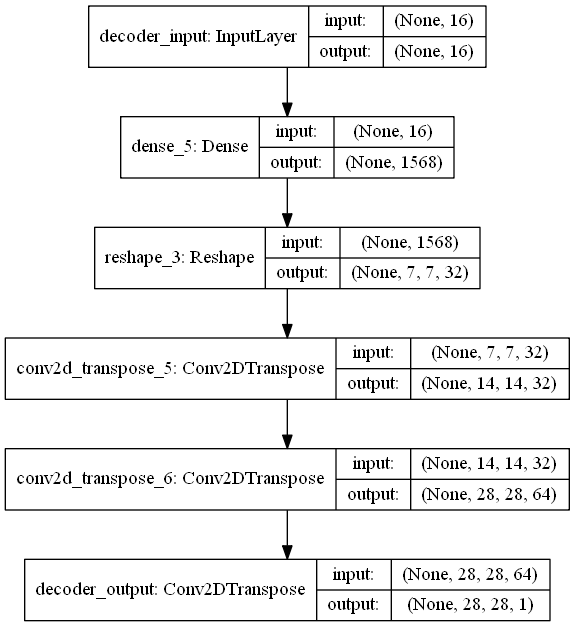 decoder_input: InputLayer
input: (None, 16)
output: (None, 16)
dense_5: Dense
input: (None, 16)
output: (None, 1568)
reshape_3: Reshape
input: (None, 1568)
output: (None, 7, 7, 32)
conv2d_transpose_5: Conv2DTranspose
input: (None, 7, 7, 32)
output: (None, 14, 14, 32)
conv2d_transpose_6: Conv2DTranspose
input: (None, 14, 14, 32)
output: (None, 28, 28, 64)
decoder_output: Conv2DTranspose
input: (None, 28, 28, 64)
output: (None, 28, 28, 1)